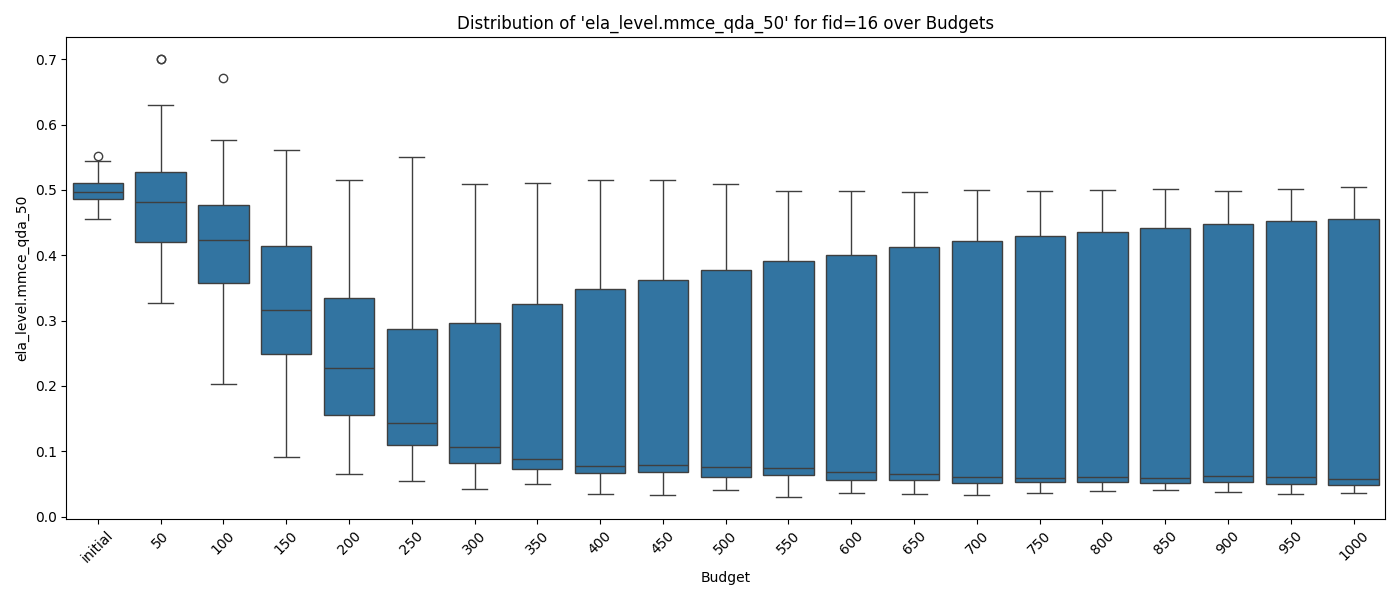 Distribution of 'ela_level.mmce_qda_50' for fid=16 over Budgets
ela_level.mmce_qda_50
0.7
0.6
0.5
0.4
0.3
0.2
0.1
0.0
initial 50 100 150 200 250 300 350 400 450 500 550 600 650 700 750 800 850 900 950 1000
Budget